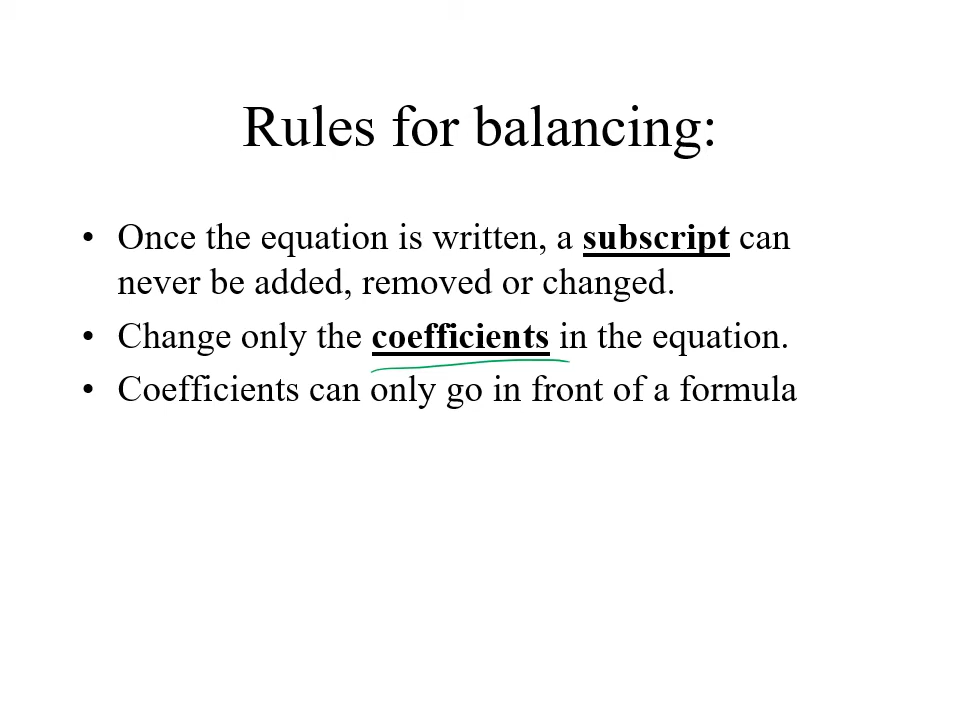 Rules for balancing:
• Once the equation is written, a subscript can
never be added, removed or changed.
• Change only the coefficients in the equation.
• Coefficients can only go in front of a formula